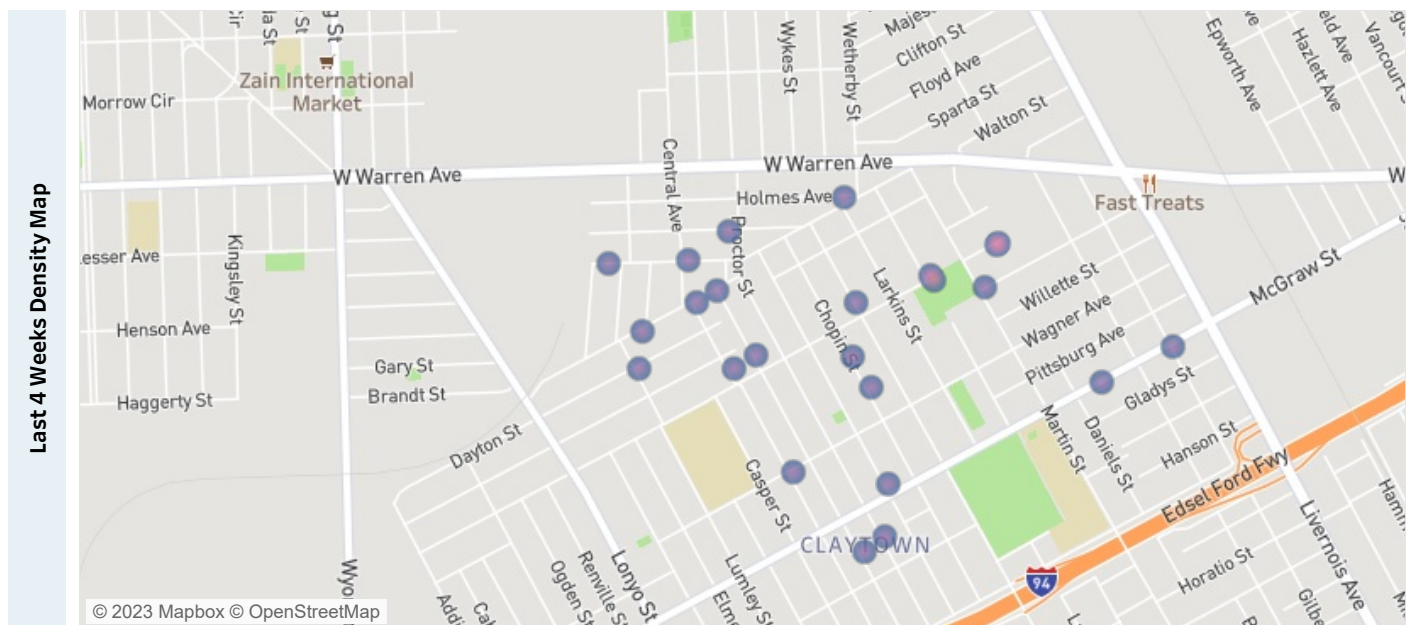 Last 4 Weeks Density Map
Zain International
Market
Morrow Cir
W Warren Ave
Kingsley St
Henson Ave
Haggerty St
Gary St
Brandt St
Dayton St
Central Ave
Proctor St
Holmes Ave
W Warren Ave
Wykes St
Wetherby St
Clifton St
Floyd Ave
Sparta St
Walton St
Epworth Ave
Hazlett Ave
Fast Treats
McGraw St
Larkins St
Chopin St
Willette St
Wagner Ave
Pittsburg Ave
Gladys St
Hanson St
Martin St
Daniels St
Edsel Ford Fwy
Livernois Ave
Horatio St
94
CLAYTOWN
Casper St
Lumley St
Lonyo St
Renville St
Ogden St
© 2023 Mapbox © OpenStreetMap